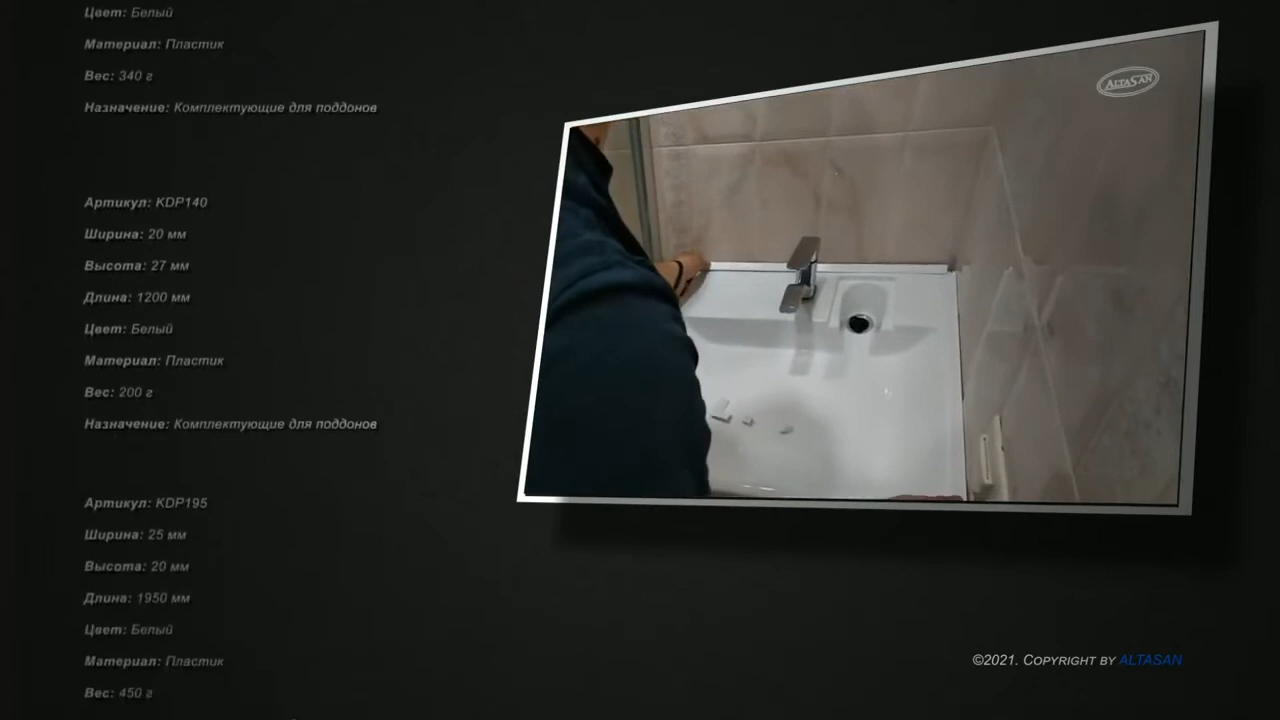 Цвет: Белый
Материал: Пластик
Вес: 340 г
Назначение: Комплектующие для поддонов
Артикул: KDP140
Ширина: 20 мм
Высота: 27 мм
Длина: 1200 мм
Цвет: Белый
Материал: Пластик
Вес: 200 г
Назначение: Комплектующие для поддонов
Артикул: KDP195
Ширина: 25 мм
Высота: 20 мм
Длина: 1950 мм
Цвет: Белый
Материал: Пластик
Вес: 450 г
ALTASAN
©2021. COPYRIGHT BY ALTASAN